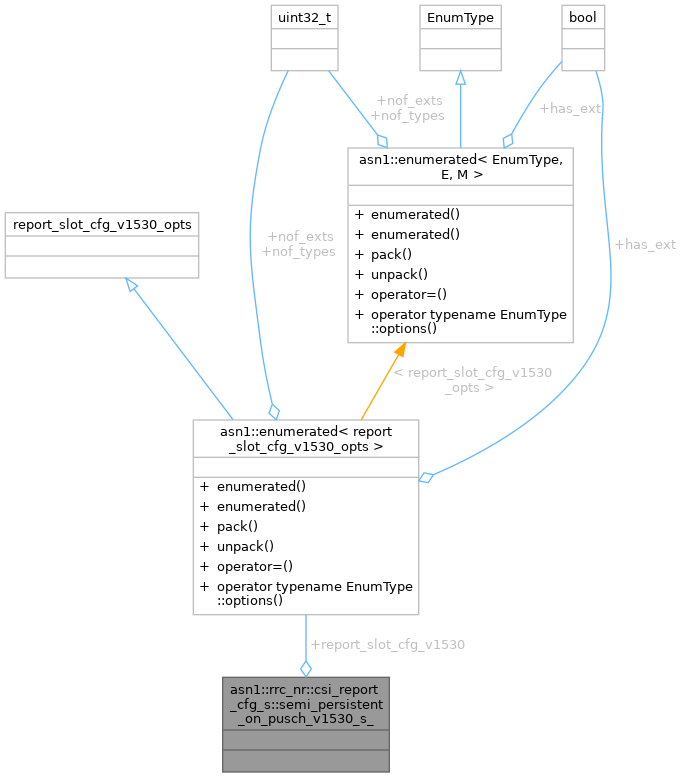 uint32_t
EnumType
bool
+nof_exts
+nof_types
+has_ext
asn1::enumerated< EnumType,
E, M >
+ enumerated()
+ enumerated()
+ pack()
+ unpack()
+ operator=()
+ operator typename EnumType
::options()
report_slot_cfg_v1530_opts
+nof_exts
+nof_types
+has_ext
< report_slot_cfg_v1530
_opts >
asn1::enumerated< report
_slot_cfg_v1530_opts >
+ enumerated()
+ enumerated()
+ pack()
+ unpack()
+ operator=()
+ operator typename EnumType
::options()
+report_slot_cfg_v1530
asn1::rrc_nr::csi_report
_cfg_s::semi_persistent
_on_pusch_v1530_s_